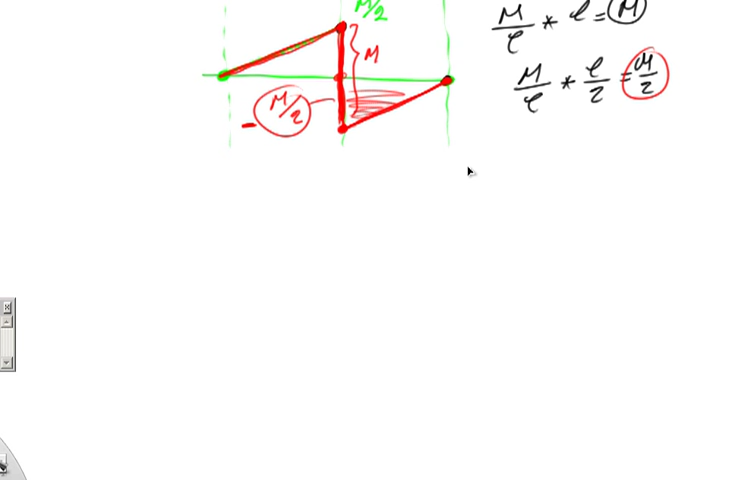 M/2
M
- M/2
M/ℓ * ℓ = M
M/ℓ * ℓ/2 = M/2